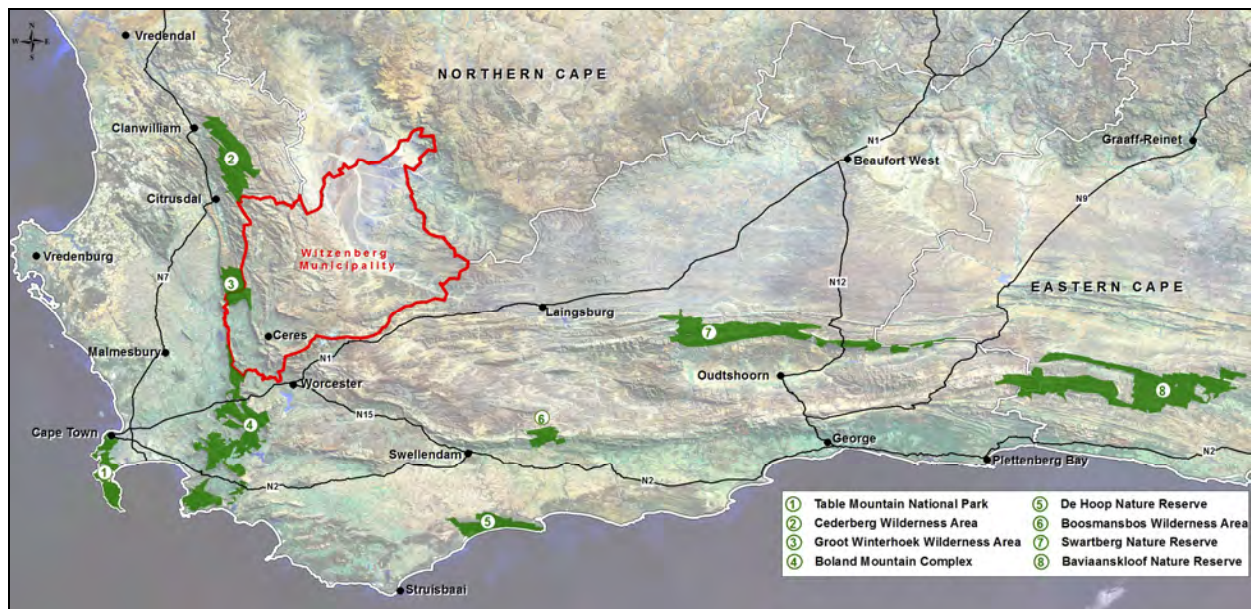 N
W E
S
Vredendal
NORTHERN CAPE
Clanwilliam
2
N1
Graaff-Reinet
Beaufort West
Citrusdal
N9
Vredenburg
Witzenberg
Municipality
N7
3
N12
EASTERN CAPE
Laingsburg
Ceres
7
Malmesbury
N1
Worcester
Oudtshoorn
8
N15
6
4
Cape Town
George
Swellendam
Plettenberg Bay
N2
1
N2
N2
5
Struisbaai
1 Table Mountain National Park
2 Cederberg Wilderness Area
3 Groot Winterhoek Wilderness Area
4 Boland Mountain Complex
5 De Hoop Nature Reserve
6 Boosmansbos Wilderness Area
7 Swartberg Nature Reserve
8 Baviaanskloof Nature Reserve